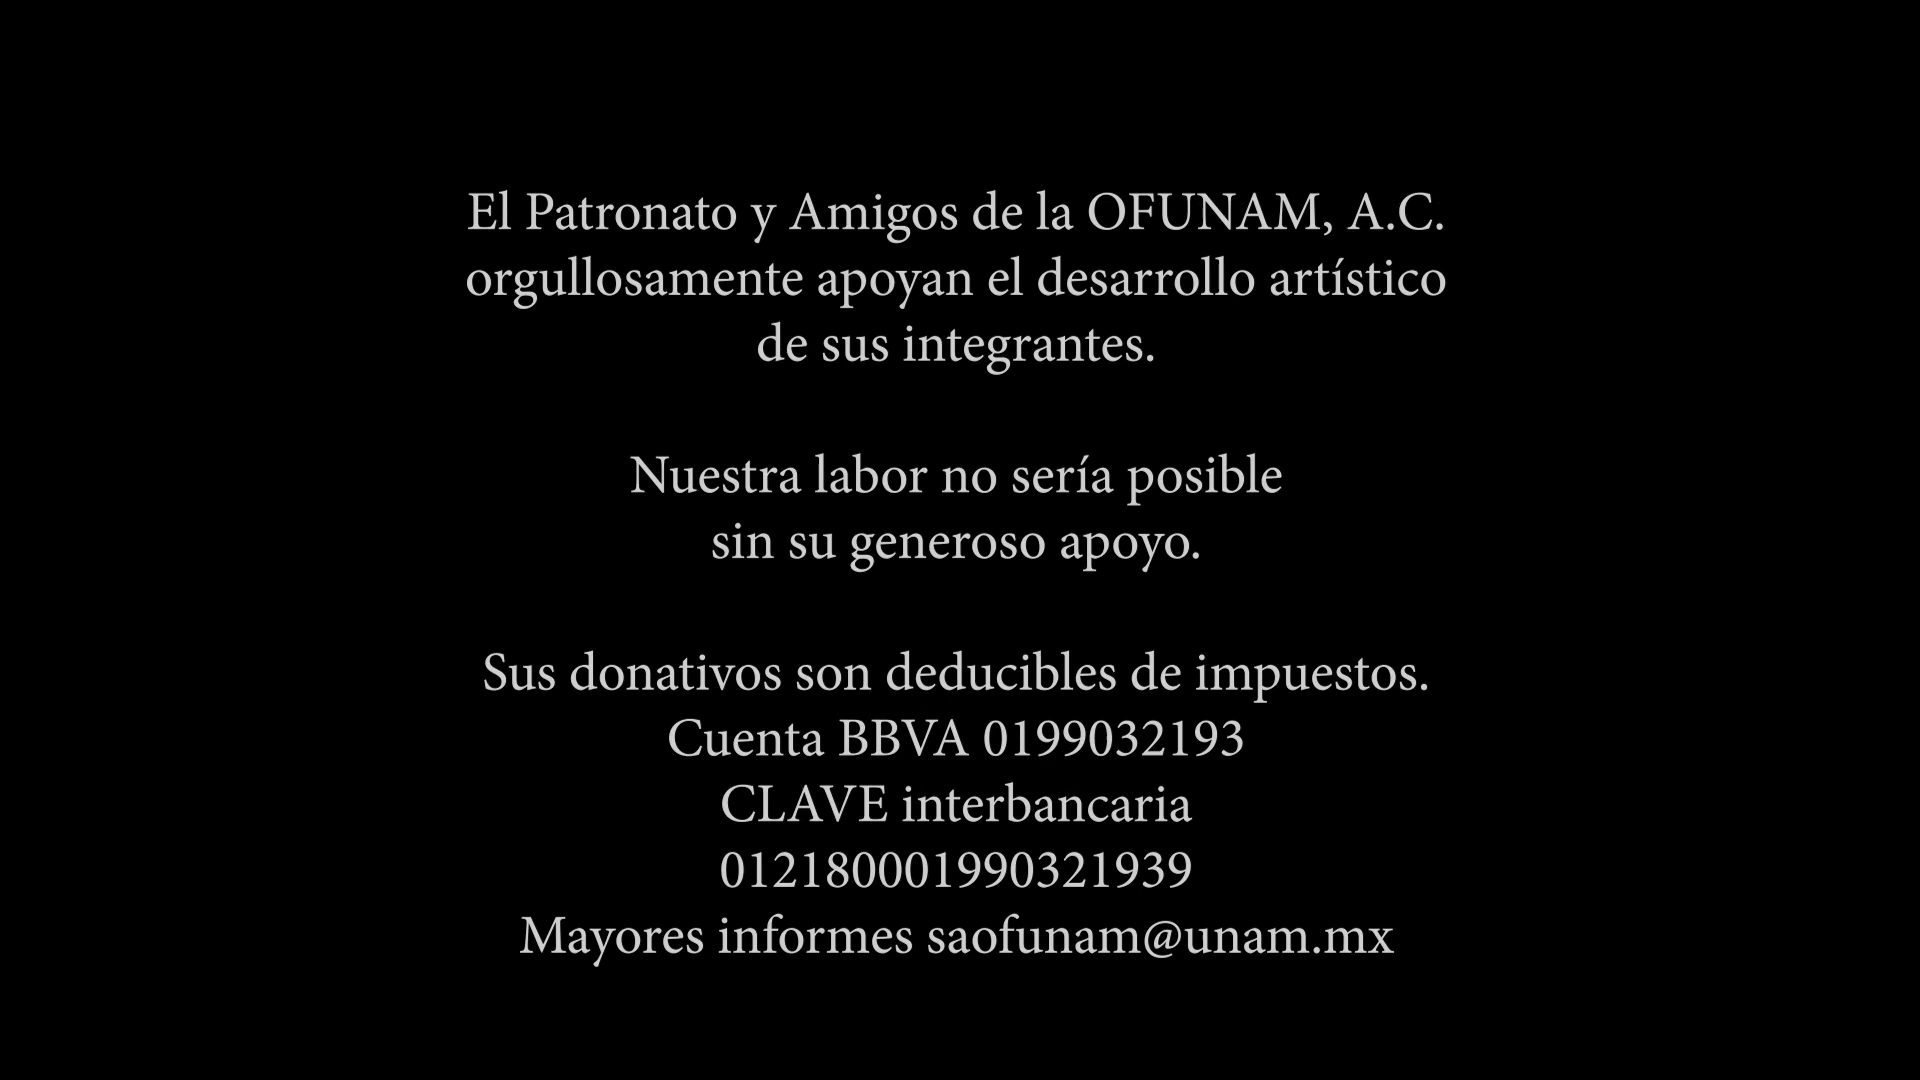 El Patronato y Amigos de la OFUNAM, A.C.
orgullosamente apoyan el desarrollo artístico
de sus integrantes.
Nuestra labor no sería posible
sin su generoso apoyo.
Sus donativos son deducibles de impuestos.
Cuenta BBVA 0199032193
CLAVE interbancaria
012180001990321939
Mayores informes saofunam@unam.mx